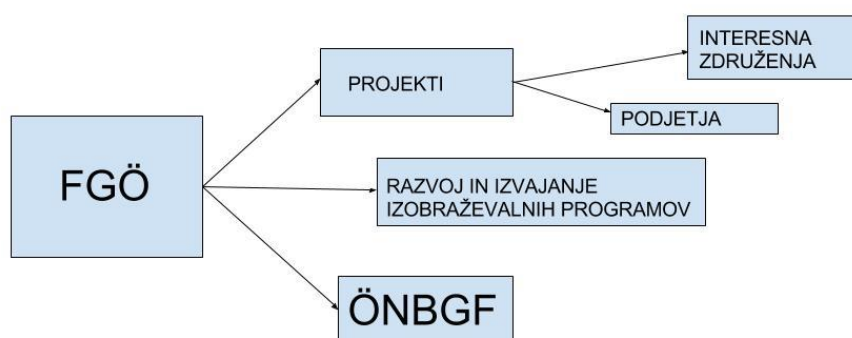 FGÖ
PROJEKTI
INTERESNA
ZDRUŽENJA
PODJETJA
RAZVOJ IN IZVAJANJE
IZOBRAŽEVALNIH PROGRAMOV
ÖNBGF